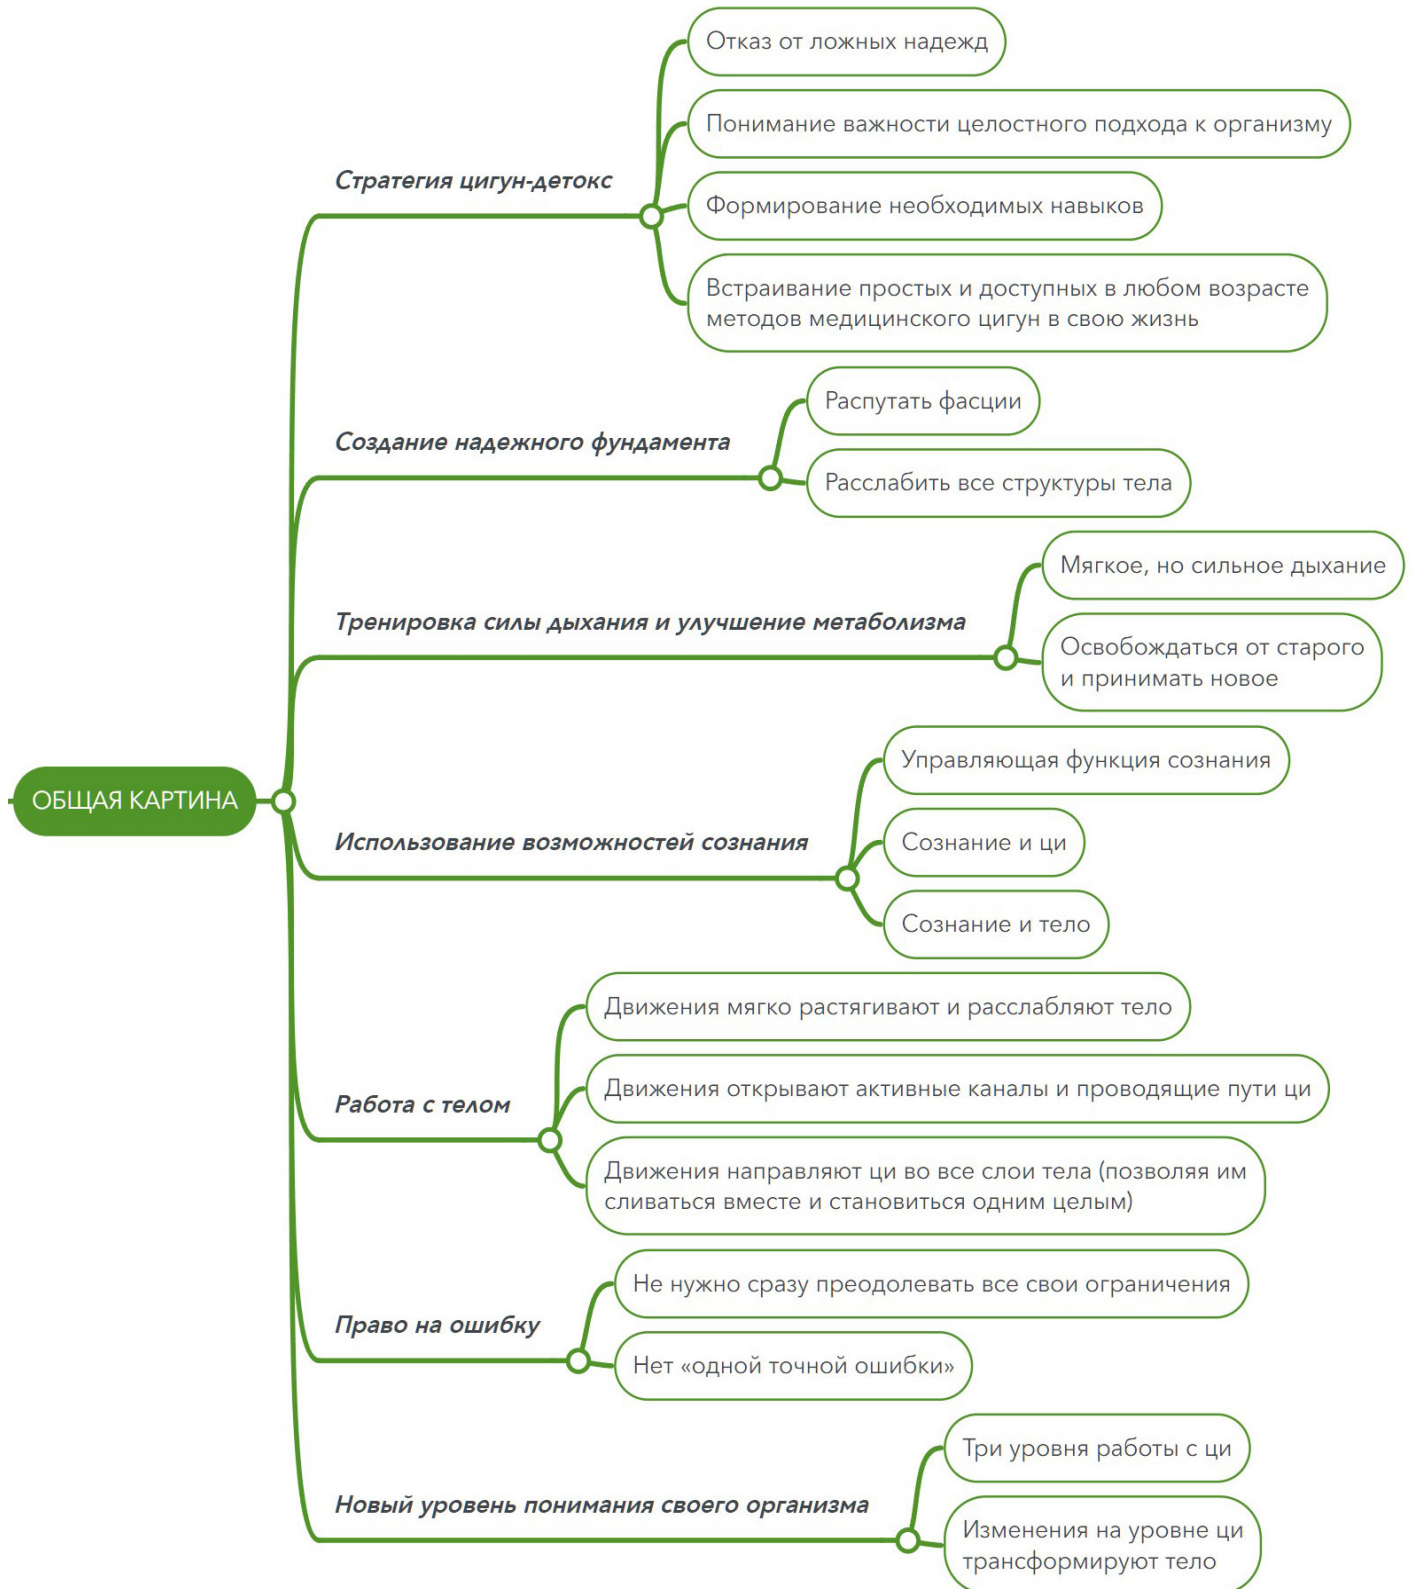 Отказ от ложных надежд
Понимание важности целостного подхода к организму
Стратегия цигун-детокс
Формирование необходимых навыков
Встраивание простых и доступных в любом возрасте
методов медицинского цигун в свою жизнь
Распутать фасции
Создание надежного фундамента
Расслабить все структуры тела
Мягкое, но сильное дыхание
Тренировка силы дыхания и улучшение метаболизма
Освобождаться от старого
и принимать новое
Управляющая функция сознания
ОБЩАЯ КАРТИНА
Использование возможностей сознания
Сознание и ци
Сознание и тело
Движения мягко растягивают и расслабляют тело
Движения открывают активные каналы и проводящие пути ци
Работа с телом
Движения направляют ци во все слои тела (позволяя им
сливаться вместе и становиться одним целым)
Не нужно сразу преодолевать все свои ограничения
Право на ошибку
Нет «одной точной ошибки»
Три уровня работы с ци
Новый уровень понимания своего организма
Изменения на уровне ци
трансформируют тело